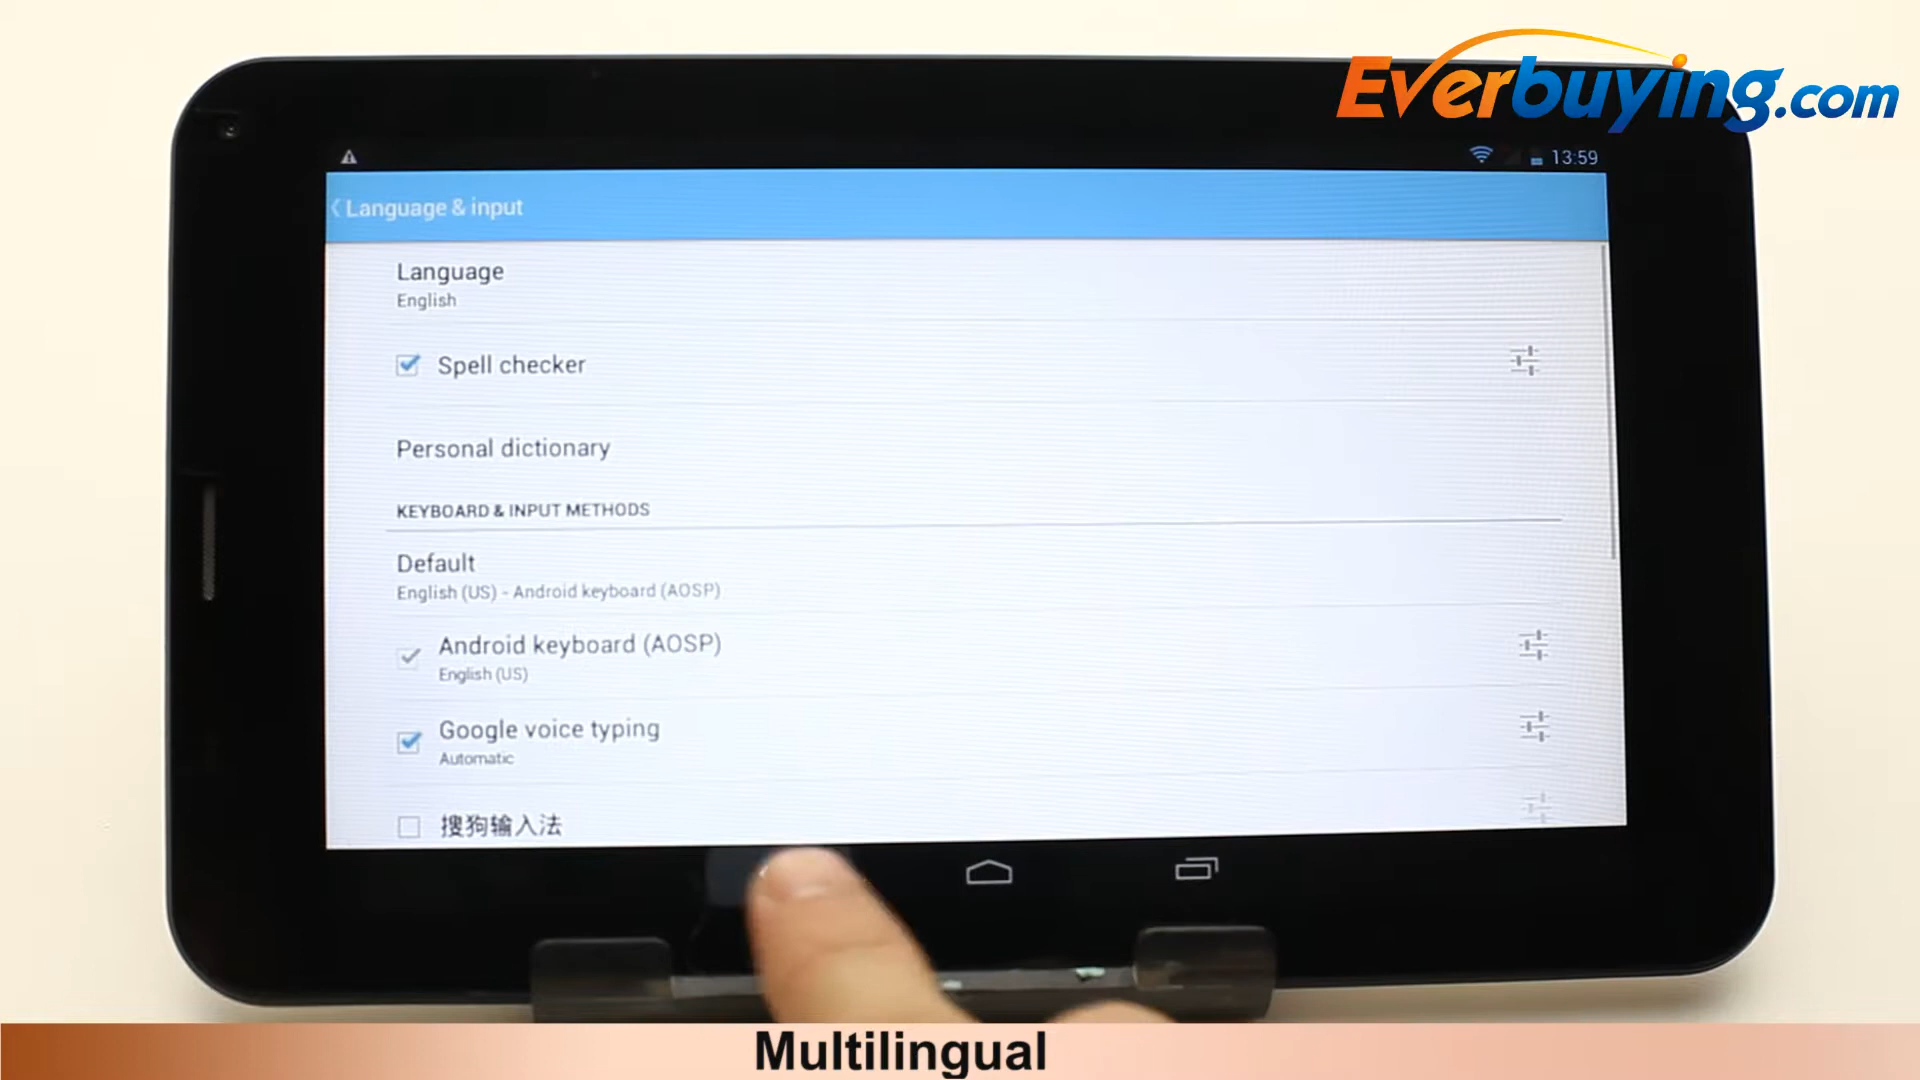 Everbuying.com
13:59
Language & input
Language
English
Spell checker
Personal dictionary
KEYBOARD & INPUT METHODS
Default
English (US) - Android keyboard (AOSP)
Android keyboard (AOSP)
English (US)
Google voice typing
Automatic
搜狗输入法
Multilingual